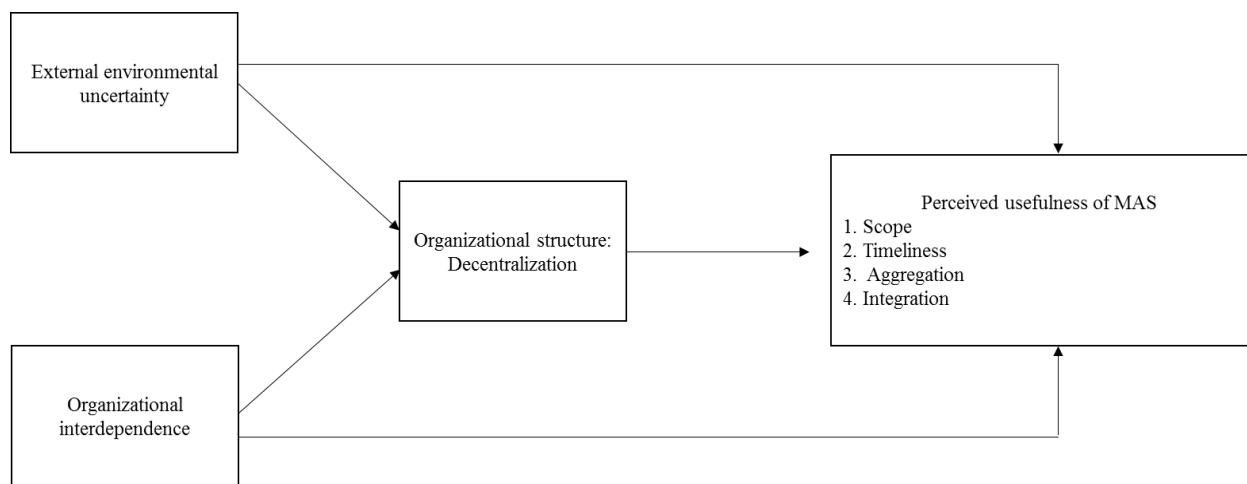 External environmental
uncertainty
Organizational structure:
Decentralization
Perceived usefulness of MAS
1. Scope
2. Timeliness
3. Aggregation
4. Integration
Organizational
interdependence